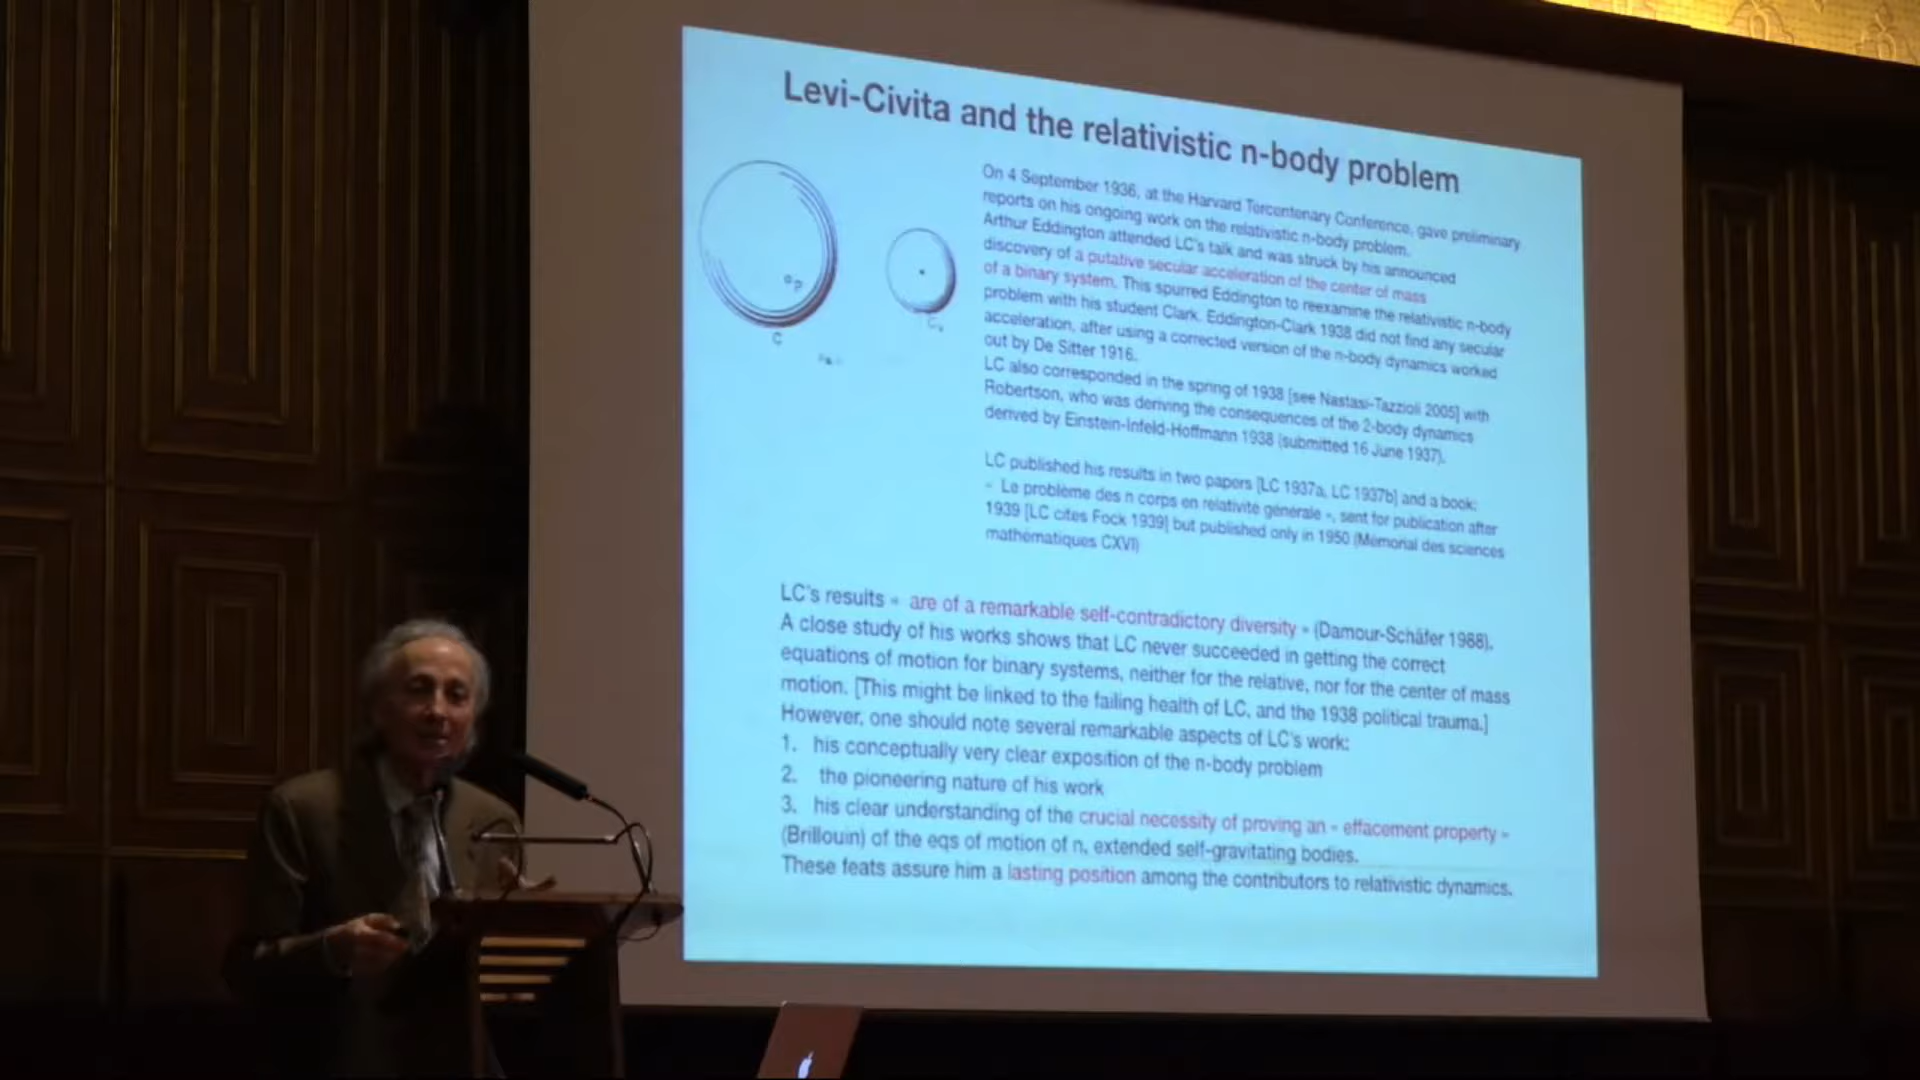 Levi-Civita and the relativistic n-body problem
On 4 September 1936, at the Harvard Tercentenary Conference, gave preliminary
reports on his ongoing work on the relativistic n-body problem.
Arthur Eddington attended LC's talk and was struck by his announced
discovery of a putative secular acceleration of the center of mass
of a binary system. This spurred Eddington to reexamine the relativistic n-body
problem with his student Clark. Eddington-Clark 1938 did not find any secular
acceleration, after using a corrected version of the n-body dynamics worked
out by De Sitter 1916.
LC also corresponded in the spring of 1938 [see Nastasi-Tazzioli 2005] with
Robertson, who was deriving the consequences of the 2-body dynamics
derived by Einstein-Infeld-Hoffmann 1938 (submitted 16 June 1937).
LC published his results in two papers [LC 1937a, LC 1937b] and a book:
« Le problème des n corps en relativité générale », sent for publication after
1939 [LC cites Fock 1939] but published only in 1950 (Mémorial des sciences
mathématiques CXVI)
P
C
LC's results « are of a remarkable self-contradictory diversity » (Damour-Schäfer 1988).
A close study of his works shows that LC never succeeded in getting the correct
equations of motion for binary systems, neither for the relative, nor for the center of mass
motion. [This might be linked to the failing health of LC, and the 1938 political trauma.]
However, one should note several remarkable aspects of LC's work:
1. his conceptually very clear exposition of the n-body problem
2. the pioneering nature of his work
3. his clear understanding of the crucial necessity of proving an « effacement property »
(Brillouin) of the eqs of motion of n, extended self-gravitating bodies.
These feats assure him a lasting position among the contributors to relativistic dynamics.